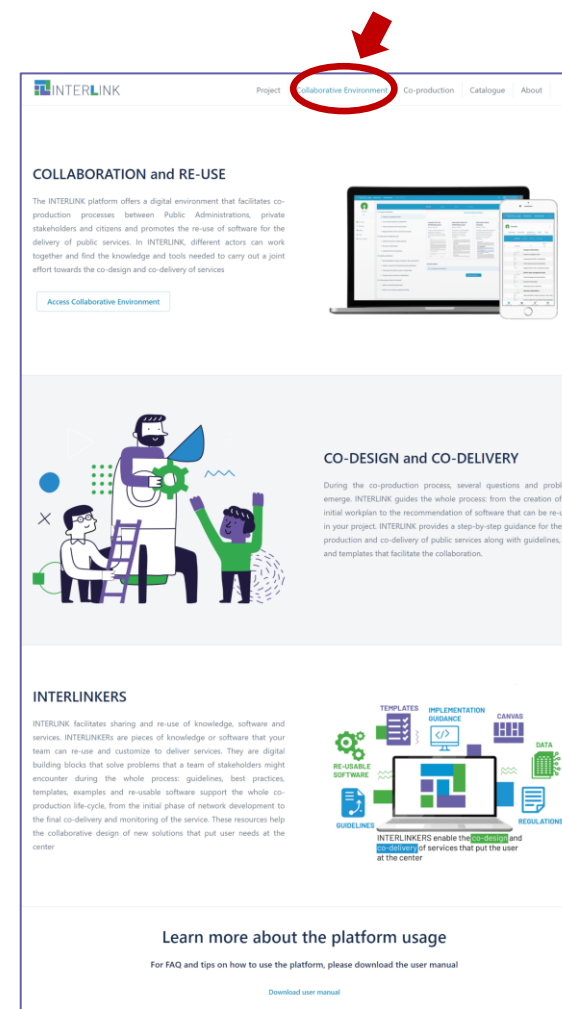 INTERLINK
Project Collaborative Environment Co-production Catalogue About
COLLABORATION and RE-USE
The INTERLINK platform offers a digital environment that facilitates co-
production processes between Public Administrations, private
stakeholders and citizens and promotes the re-use of software for the
delivery of public services. In INTERLINK, different actors can work
together and find the knowledge and tools needed to carry out a joint
effort towards the co-design and co-delivery of services
Access Collaborative Environment
CO-DESIGN and CO-DELIVERY
During the co-production process, several questions and probl
emerge. INTERLINK guides the whole process: from the creation of
initial workplan to the recommendation of software that can be re-u
in your project. INTERLINK provides a step-by-step guidance for the
production and co-delivery of public services along with guidelines,
and templates that facilitate the collaboration.
INTERLINKERS
INTERLINK facilitates sharing and re-use of knowledge, software and
services. INTERLINKERs are pieces of knowledge or software that your
team can re-use and customize to deliver services. They are digital
building blocks that solve problems that a team of stakeholders might
encounter during the whole process: guidelines, best practices,
templates, examples and re-usable software support the whole co-
production life-cycle, from the initial phase of network development to
the final co-delivery and monitoring of the service. These resources help
the collaborative design of new solutions that put user needs at the
center
TEMPLATES
IMPLEMENTATION
GUIDANCE
CANVAS
DATA
RE-USABLE
SOFTWARE
GUIDELINES
REGULATIONS
INTERLINKERS enable the co-design and
co-delivery of services that put the user
at the center
Learn more about the platform usage
For FAQ and tips on how to use the platform, please download the user manual
Download user manual